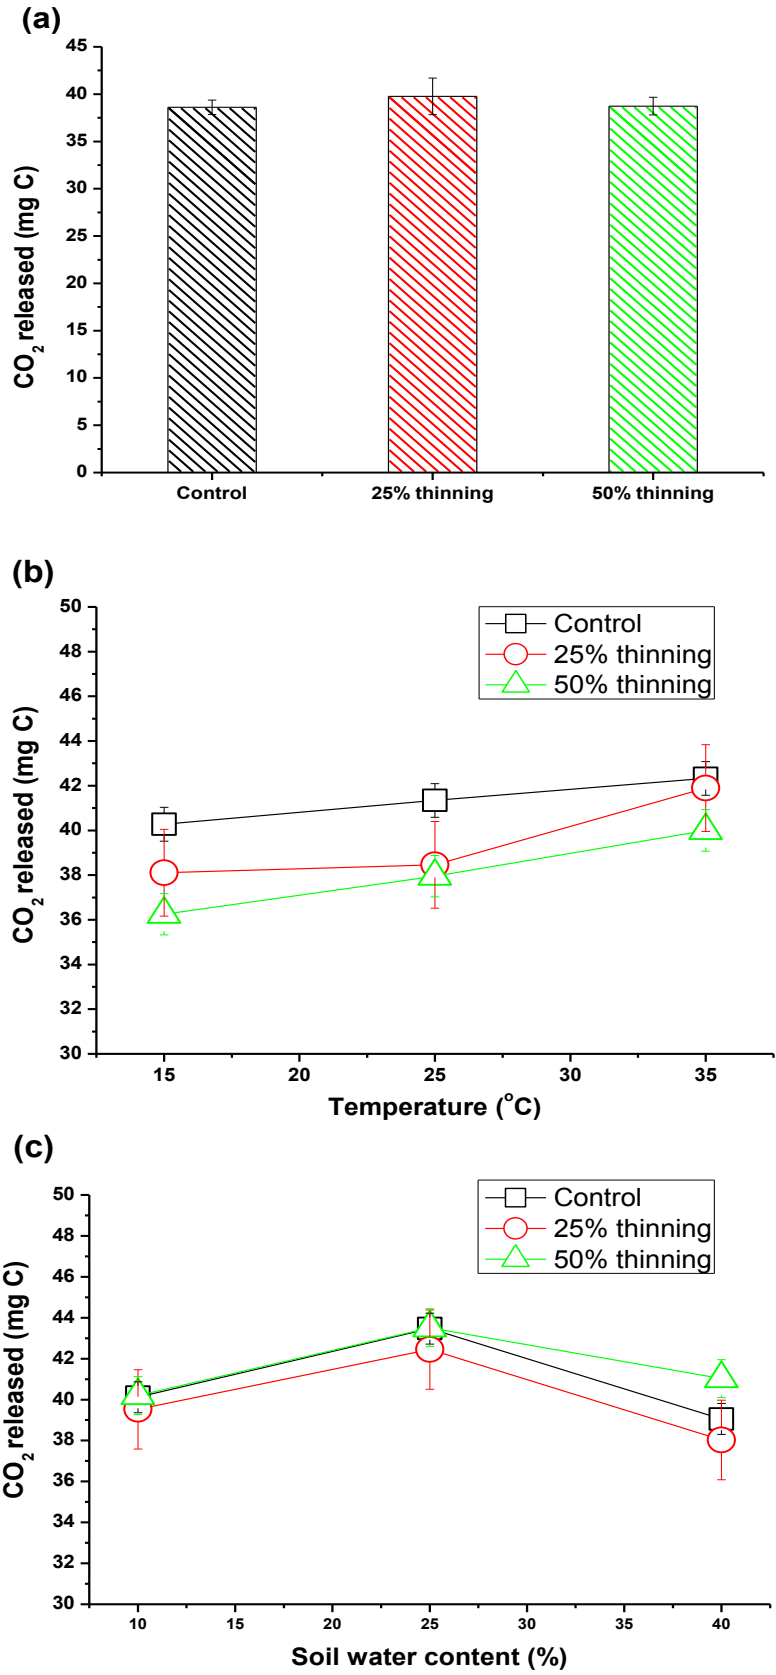 (a)
45
40
35
30
25
20
15
10
5
0
CO2 released (mg C)
Control 25% thinning 50% thinning
(b)
50
48
46
44
42
40
38
36
34
32
30
CO2 released (mg C)
Control
25% thinning
50% thinning
15 20 25 30 35
Temperature (oC)
(c)
50
48
46
44
42
40
38
36
34
32
30
CO2 released (mg C)
Control
25% thinning
50% thinning
10 15 20 25 30 35 40
Soil water content (%)